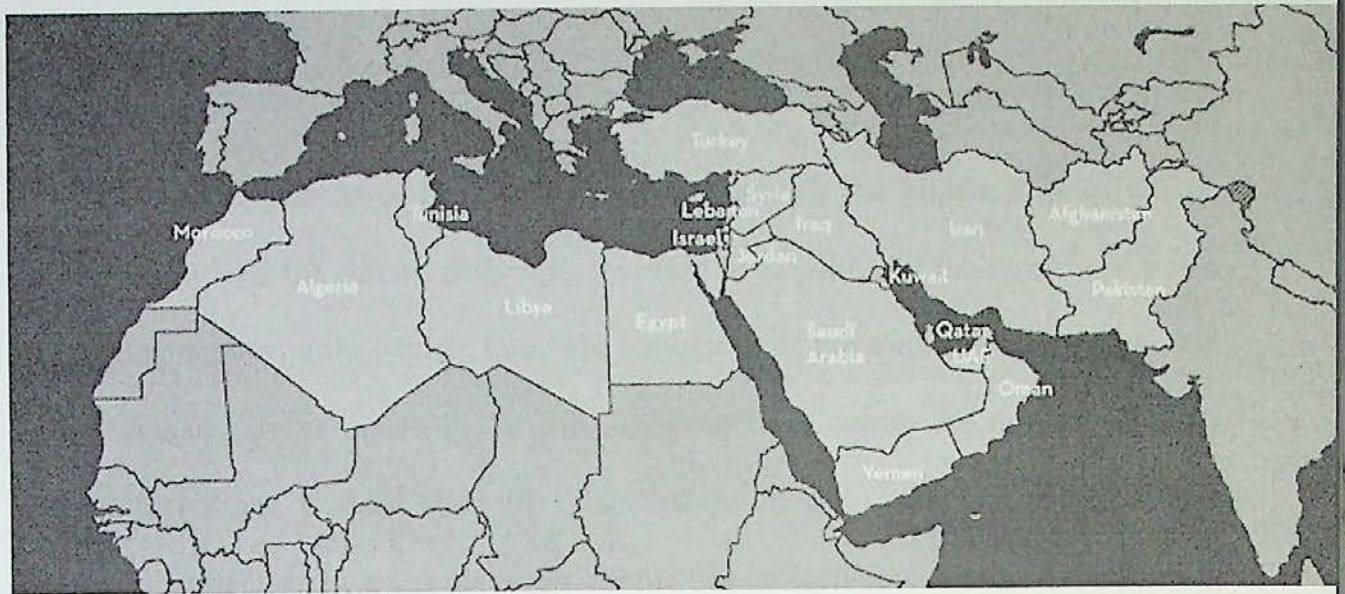 Turkey
Syria
Lebanon
Tunisia
Morocco
Israel
Iraq
Iran
Afghanistan
Jordan
Kuwait
Algeria
Libya
Egypt
Pakistan
Saudi
Arabia
Qatar
UAE
Oman
Yemen